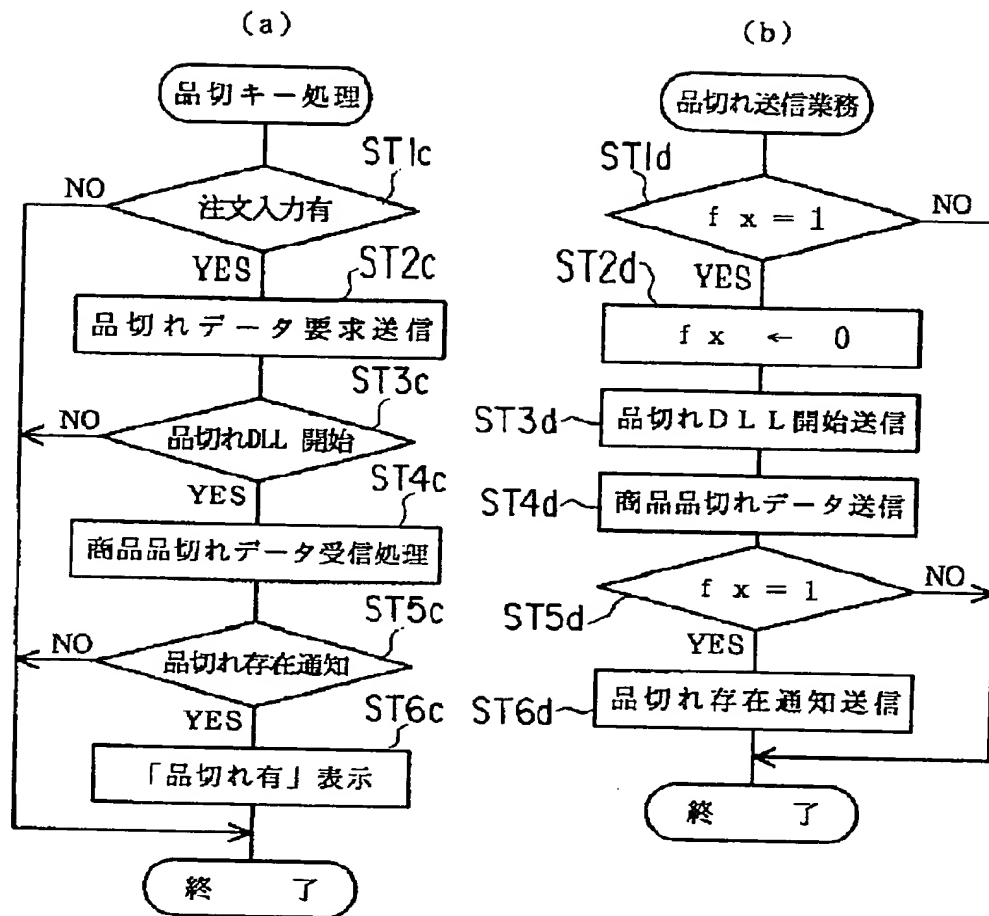 (a)
品切キー処理
ST1c
NO
注文入力有
YES
ST2c
品切れデータ要求送信
ST3c
NO
品切れDLL 開始
YES
ST4c
商品品切れデータ受信処理
ST5c
NO
品切れ存在通知
YES
ST6c
「品切れ有」表示
終 了
(b)
品切れ送信業務
ST1d
NO
f x = 1
YES
ST2d
f x ← 0
ST3d
品切れDLL開始送信
ST4d
商品品切れデータ送信
f x = 1
NO
ST5d
YES
ST6d
品切れ存在通知送信
終 了